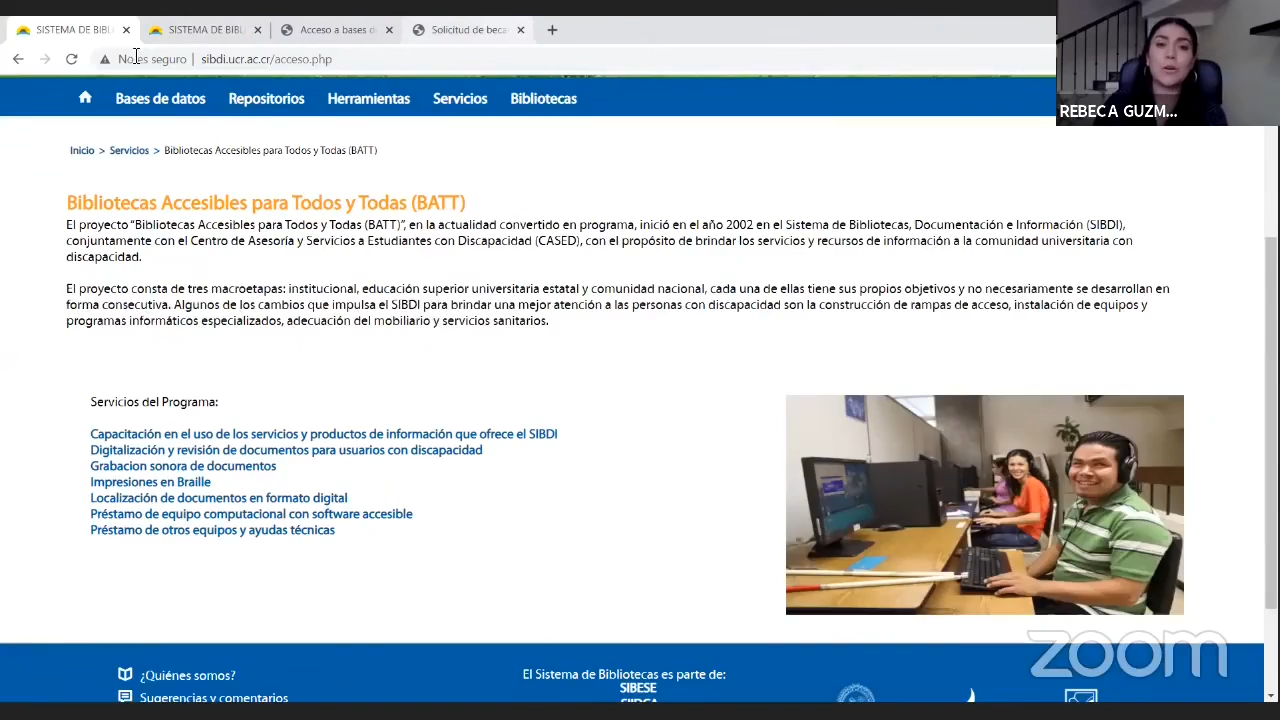 SISTEMA DE BIBL
SISTEMA DE BIBL
Acceso a bases d
Solicitud de beca
No es seguro | sibdi.ucr.ac.cr/acceso.php
REBECA GUZM...
Bases de datos Repositorios Herramientas Servicios Bibliotecas
Inicio > Servicios > Bibliotecas Accesibles para Todos y Todas (BATT)
Bibliotecas Accesibles para Todos y Todas (BATT)
El proyecto “Bibliotecas Accesibles para Todos y Todas (BATT)”, en la actualidad convertido en programa, inició en el año 2002 en el Sistema de Bibliotecas, Documentación e Información (SIBDI),
conjuntamente con el Centro de Asesoría y Servicios a Estudiantes con Discapacidad (CASED), con el propósito de brindar los servicios y recursos de información a la comunidad universitaria con
discapacidad.
El proyecto consta de tres macroetapas: institucional, educación superior universitaria estatal y comunidad nacional, cada una de ellas tiene sus propios objetivos y no necesariamente se desarrollan en
forma consecutiva. Algunos de los cambios que impulsa el SIBDI para brindar una mejor atención a las personas con discapacidad son la construcción de rampas de acceso, instalación de equipos y
programas informáticos especializados, adecuación del mobiliario y servicios sanitarios.
Servicios del Programa:
Capacitación en el uso de los servicios y productos de información que ofrece el SIBDI
Digitalización y revisión de documentos para usuarios con discapacidad
Grabacion sonora de documentos
Impresiones en Braille
Localización de documentos en formato digital
Préstamo de equipo computacional con software accesible
Préstamo de otros equipos y ayudas técnicas
zoom
¿Quiénes somos?
Sugerencias y comentarios
El Sistema de Bibliotecas es parte de:
SIBESE